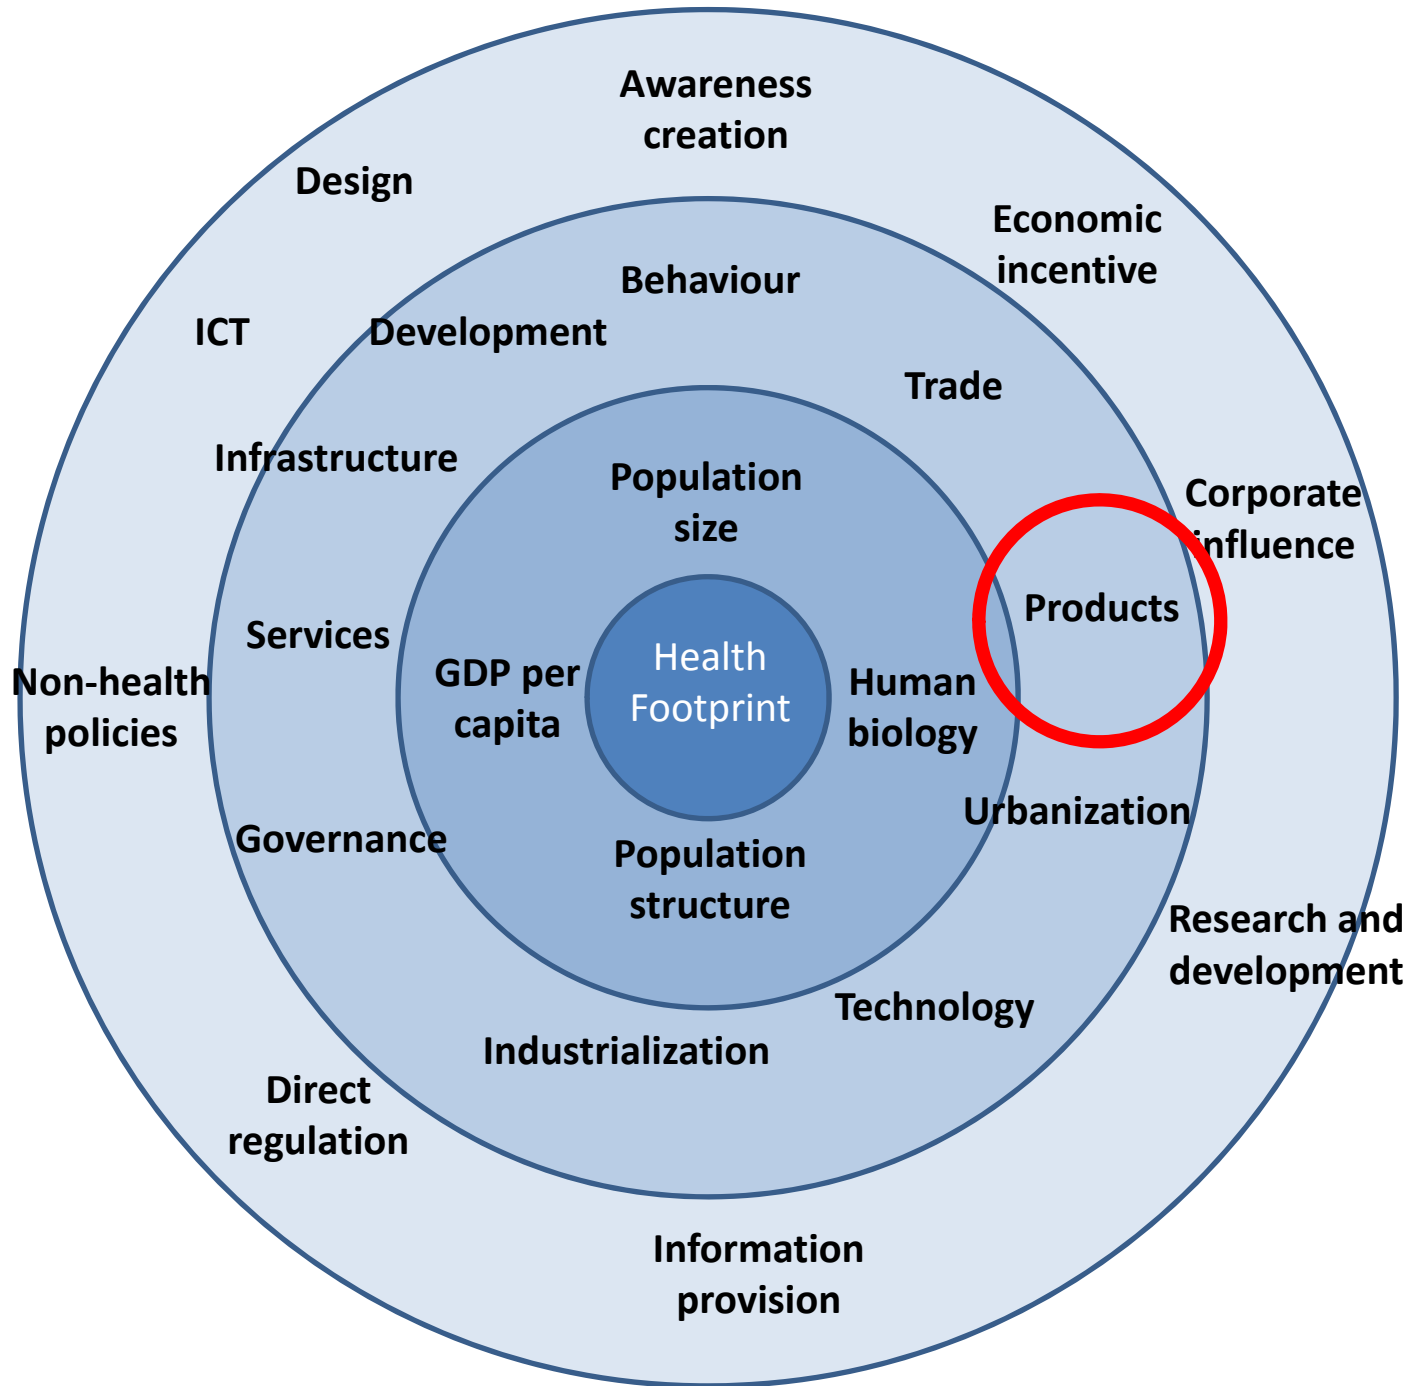 Awareness
creation
Design
Economic
incentive
Behaviour
ICT
Development
Trade
Infrastructure
Population
size
Corporate
influence
Products
Services
Health
Footprint
GDP per
capita
Human
biology
Non-health
policies
Urbanization
Governance
Population
structure
Research and
development
Technology
Industrialization
Direct
regulation
Information
provision